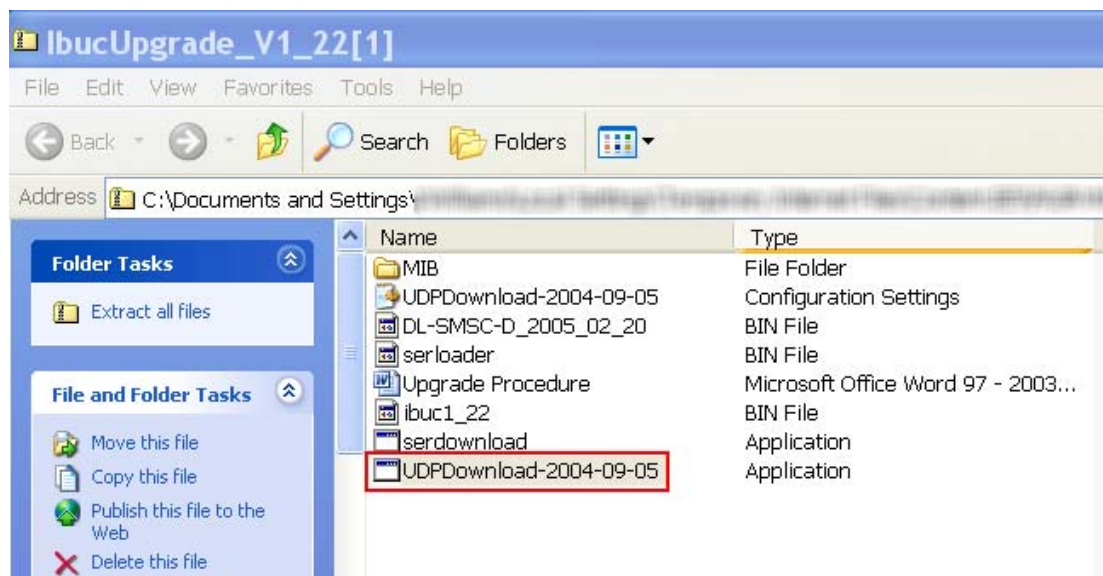 IbucUpgrade_V1_22[1]
File Edit View Favorites Tools Help
Back Search Folders
Address C:\Documents and Settings\
Name Type
Folder Tasks
Extract all files
File and Folder Tasks
Move this file
Copy this file
Publish this file to the
Web
Delete this file
MIB File Folder
UDPDownload-2004-09-05 Configuration Settings
DL-SMSC-D_2005_02_20 BIN File
serloader BIN File
Upgrade Procedure Microsoft Office Word 97 - 2003...
ibuc1_22 BIN File
serdownload Application
UDPDownload-2004-09-05 Application